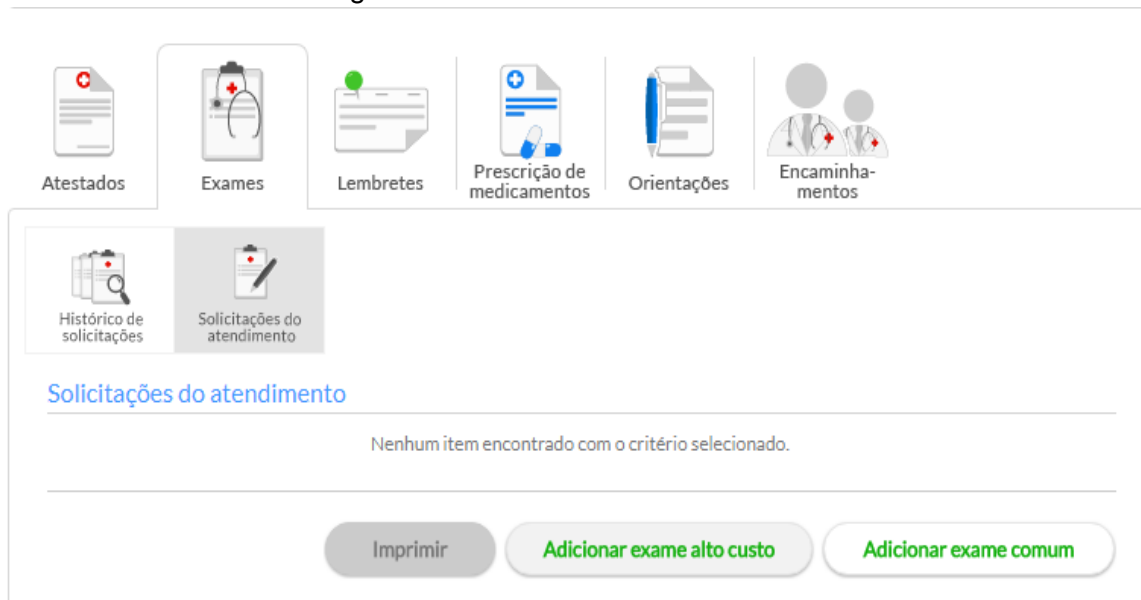 Atestados
Exames
Lembretes
Prescrição de
medicamentos
Orientações
Encaminha-
mentos
Histórico de
solicitações
Solicitações do
atendimento
Solicitações do atendimento
Nenhum item encontrado com o critério selecionado.
Imprimir
Adicionar exame alto custo
Adicionar exame comum